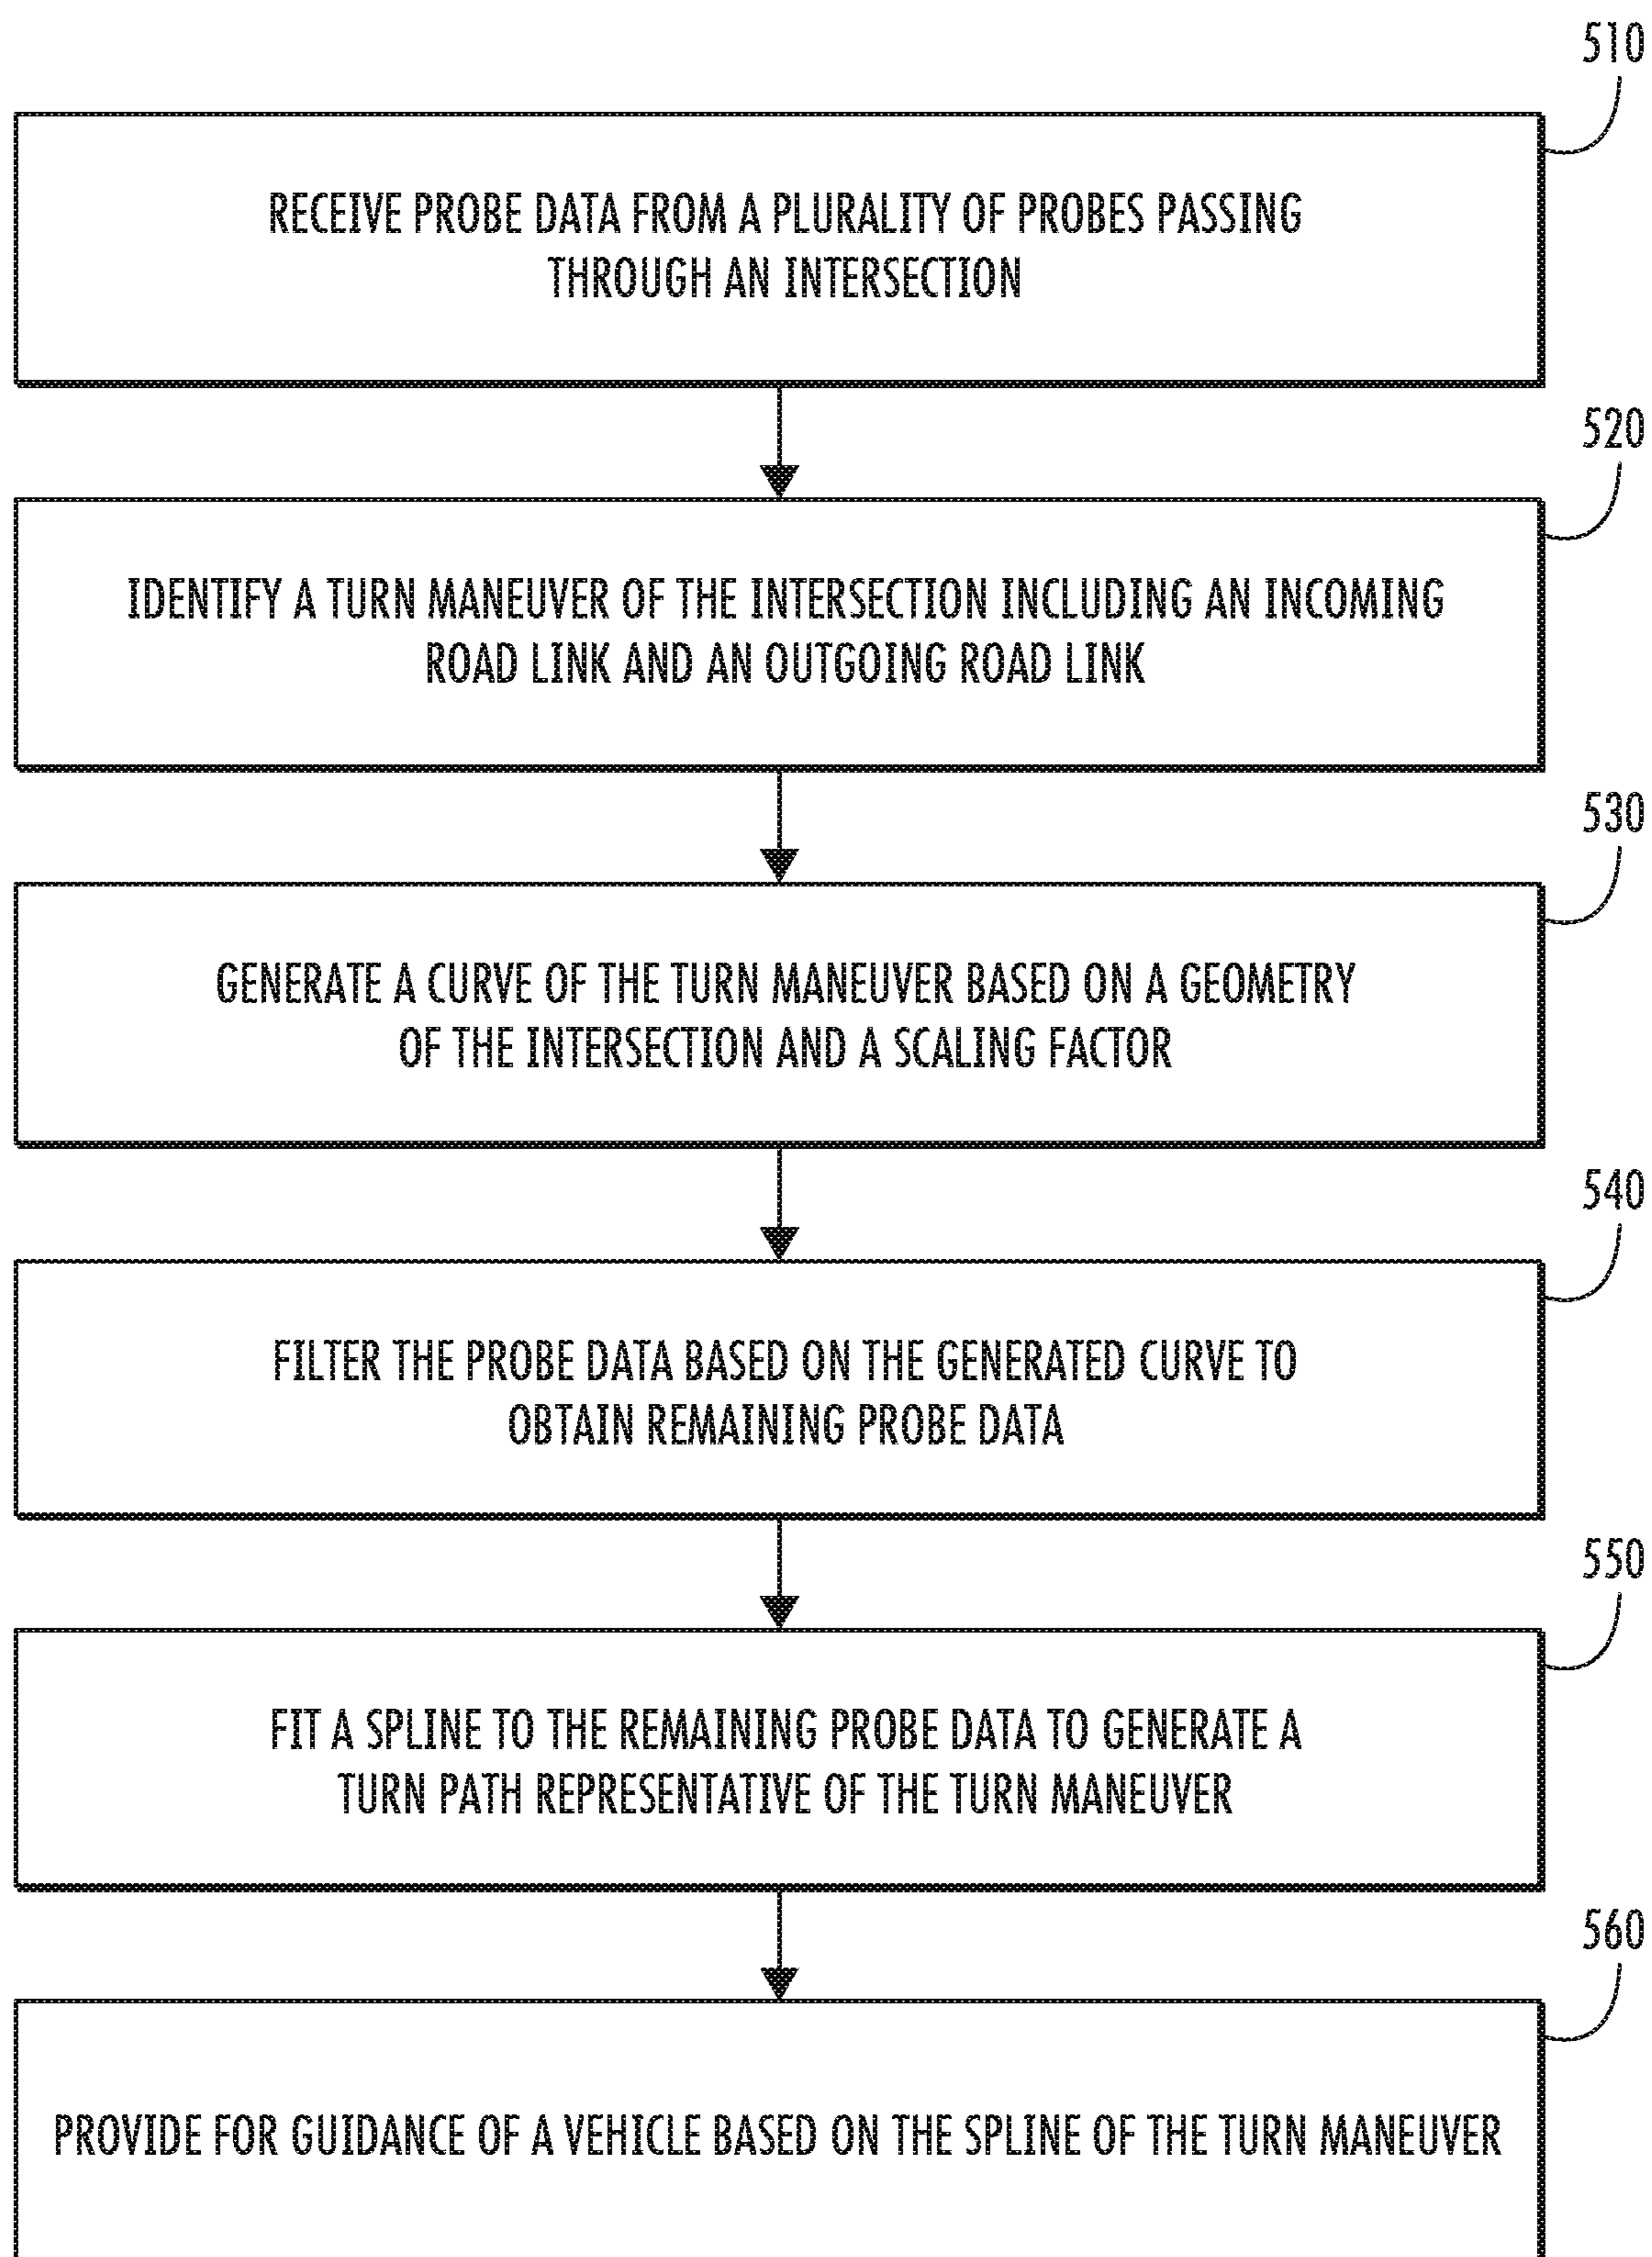 510
RECEIVE PROBE DATA FROM A PLURALITY OF PROBES PASSING
THROUGH AN INTERSECTION
520
IDENTIFY A TURN MANEUVER OF THE INTERSECTION INCLUDING AN INCOMING
ROAD LINK AND AN OUTGOING ROAD LINK
530
GENERATE A CURVE OF THE TURN MANEUVER BASED ON A GEOMETRY
OF THE INTERSECTION AND A SCALING FACTOR
540
FILTER THE PROBE DATA BASED ON THE GENERATED CURVE TO
OBTAIN REMAINING PROBE DATA
550
FIT A SPLINE TO THE REMAINING PROBE DATA TO GENERATE A
TURN PATH REPRESENTATIVE OF THE TURN MANEUVER
560
PROVIDE FOR GUIDANCE OF A VEHICLE BASED ON THE SPLINE OF THE TURN MANEUVER